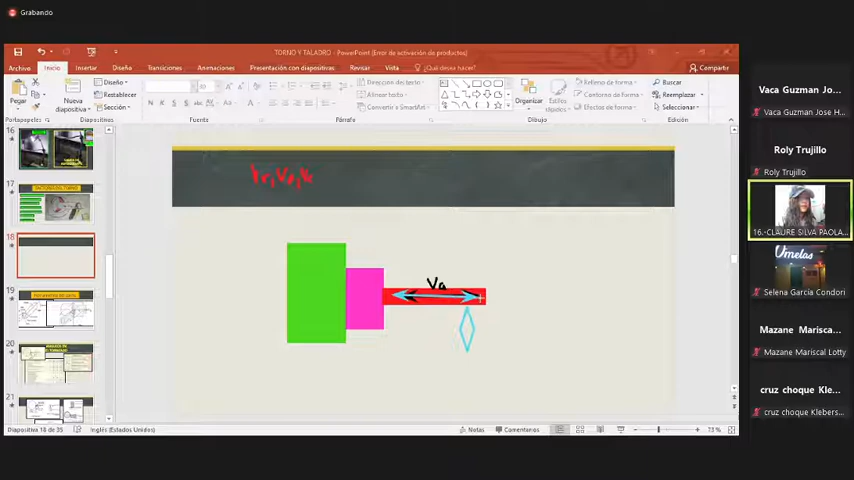 Grabando
TORNO Y TALADRO - PowerPoint (Error de activación de productos)
Archivo Inicio Insertar Diseño Transiciones Animaciones Presentación con diapositivas Revisar Vista ¿Qué desea hacer? Compartir
Pegar
Nueva diapositiva
Diseño
Restablecer
Sección
N K S abc
Dirección del texto
Alinear texto
Convertir a SmartArt
Organizar
Estilos rápidos
Relleno de forma
Contorno de forma
Efectos de forma
Buscar
Reemplazar
Seleccionar
Portapapeles Diapositivas Fuente Párrafo Dibujo Edición
16
17
18
19
20
21
Va
Diapositiva 18 de 35 Inglés (Estados Unidos) Notas Comentarios 73 %
Vaca Guzman Jo...
Vaca Guzman Jose H...
Roly Trujillo
Roly Trujillo
16.-CLAURE SILVA PAOLA...
Umelas
Selena García Condori
Mazane Marisca...
Mazane Mariscal Lotty
cruz choque Kle...
cruz choque Klebers...